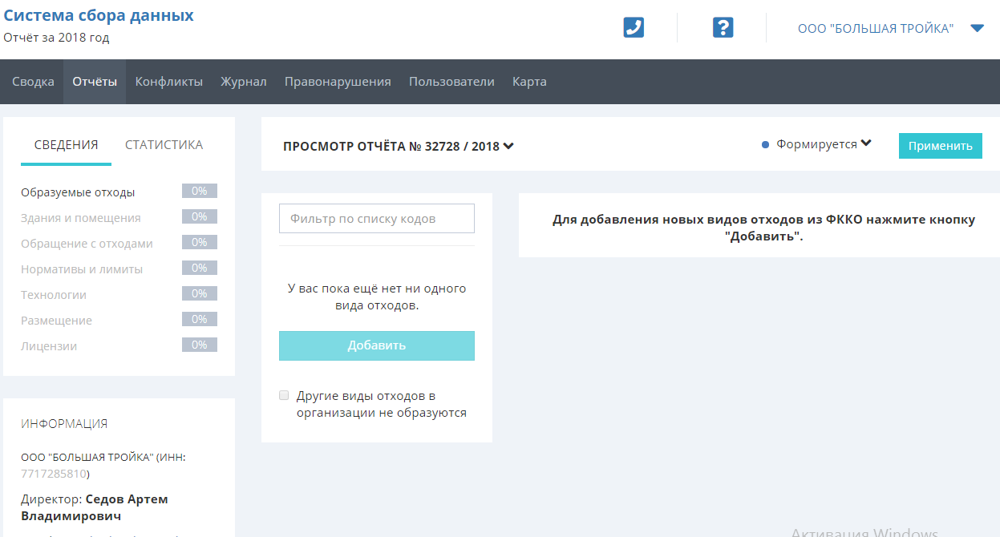 Система сбора данных
Отчёт за 2018 год
ООО "БОЛЬШАЯ ТРОЙКА"
Сводка Отчёты Конфликты Журнал Правонарушения Пользователи Карта
СВЕДЕНИЯ СТАТИСТИКА
Образуемые отходы 0%
Здания и помещения 0%
Обращение с отходами 0%
Нормативы и лимиты 0%
Технологии 0%
Размещение 0%
Лицензии 0%
ИНФОРМАЦИЯ
ООО "БОЛЬШАЯ ТРОЙКА" (ИНН:
7717285810)
Директор: Седов Артем
Владимирович
ПРОСМОТР ОТЧЁТА № 32728 / 2018
Формируется
Применить
Фильтр по списку кодов
У вас пока ещё нет ни одного
вида отходов.
Добавить
Другие виды отходов в
организации не образуются
Для добавления новых видов отходов из ФККО нажмите кнопку
"Добавить".
Активация Windows